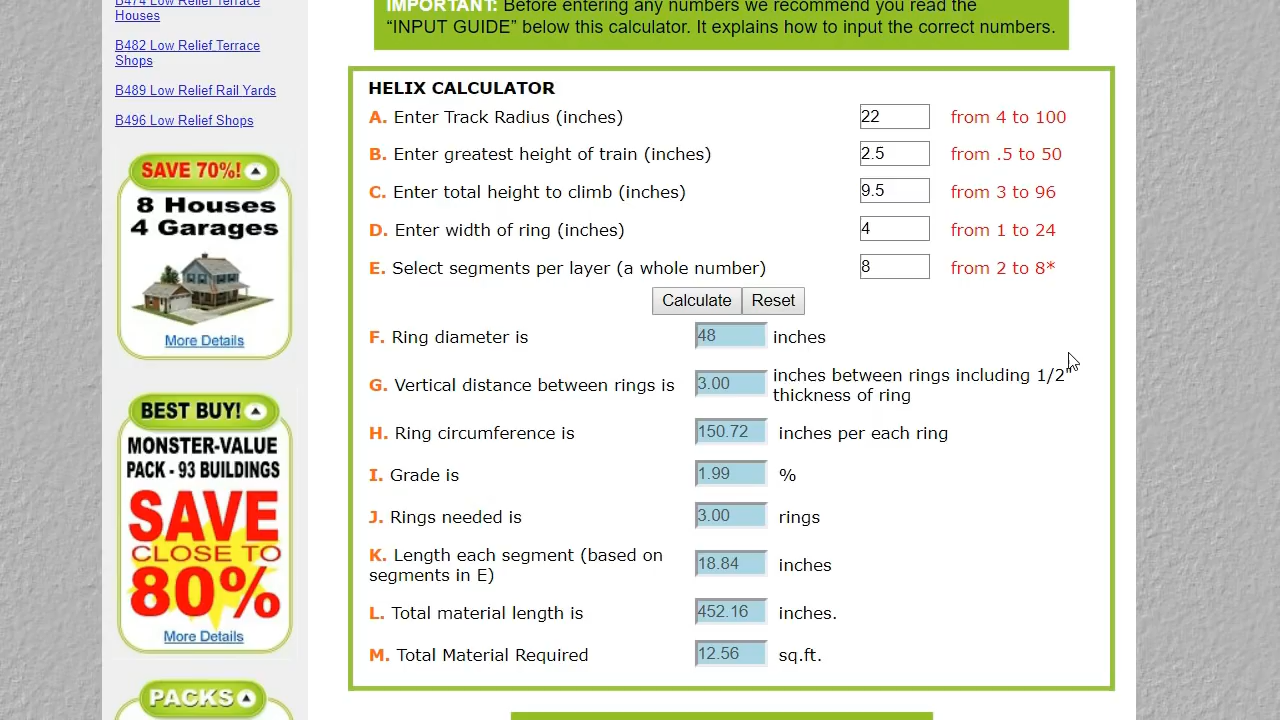 B474 Low Relief Terrace
Houses
B482 Low Relief Terrace
Shops
B489 Low Relief Rail Yards
B496 Low Relief Shops
SAVE 70%!
8 Houses
4 Garages
More Details
BEST BUY!
MONSTER-VALUE
PACK - 93 BUILDINGS
SAVE
CLOSE TO
80%
More Details
PACKS
IMPORTANT: Before entering any numbers we recommend you read the
“INPUT GUIDE” below this calculator. It explains how to input the correct numbers.
HELIX CALCULATOR
A. Enter Track Radius (inches) 22 from 4 to 100
B. Enter greatest height of train (inches) 2.5 from .5 to 50
C. Enter total height to climb (inches) 9.5 from 3 to 96
D. Enter width of ring (inches) 4 from 1 to 24
E. Select segments per layer (a whole number) 8 from 2 to 8*
Calculate Reset
F. Ring diameter is 48 inches
G. Vertical distance between rings is 3.00 inches between rings including 1/2"
thickness of ring
H. Ring circumference is 150.72 inches per each ring
I. Grade is 1.99 %
J. Rings needed is 3.00 rings
K. Length each segment (based on
segments in E) 18.84 inches
L. Total material length is 452.16 inches.
M. Total Material Required 12.56 sq.ft.